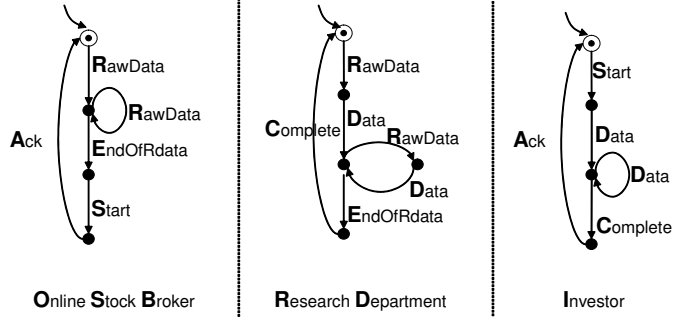 RawData
RawData
Ack
EndOfRdata
Start
Online Stock Broker
RawData
Data
Complete
RawData
Data
EndOfRdata
Research Department
Start
Data
Ack
Data
Complete
Investor